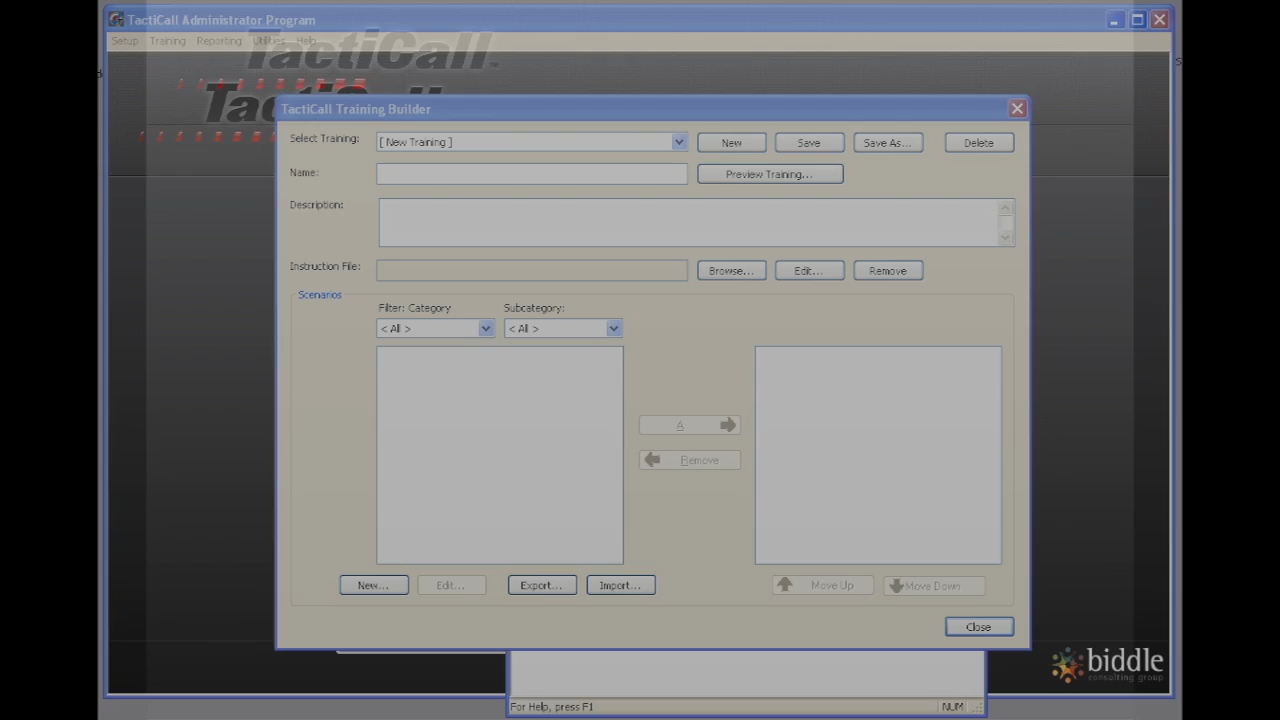 TactiCall Administrator Program
Setup Training Reporting Utilities Help
TactiCall™
TactiCall
TactiCall Training Builder
Select Training: [ New Training ] New Save Save As... Delete
Name: Preview Training...
Description:
Instruction File: Browse... Edit... Remove
Scenarios
Filter: Category Subcategory:
< All > < All >
A
Remove
New... Edit... Export... Import... Move Up Move Down
Close
biddle
consulting group
For Help, press F1 NUM